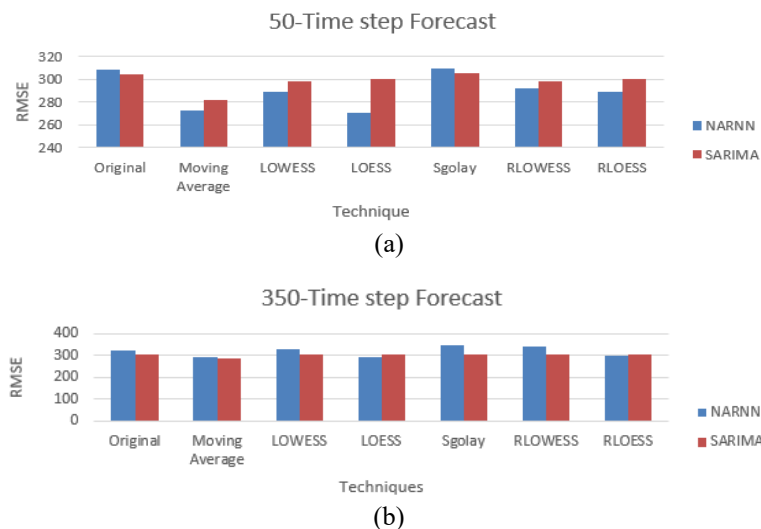 50-Time step Forecast
320
300
280
260
240
RMSE
Original Moving Average LOWESS LOESS Sgolay RLOWESS RLOESS
Technique
NARNN
SARIMA
(a)
350-Time step Forecast
400
300
200
100
0
RMSE
Original Moving Average LOWESS LOESS Sgolay RLOWESS RLOESS
Techniques
NARNN
SARIMA
(b)